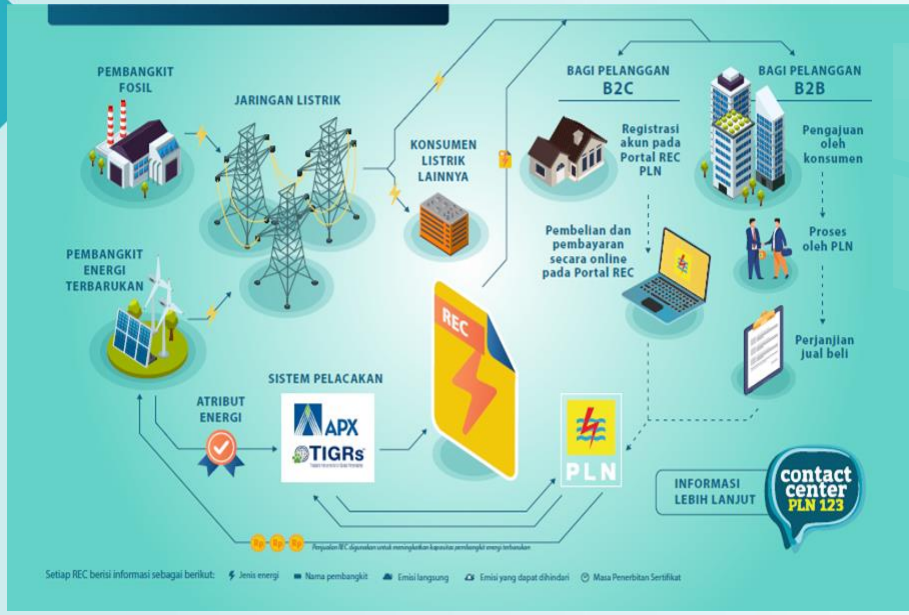 PEMBANGKIT
FOSIL
JARINGAN LISTRIK
KONSUMEN
LISTRIK
LAINNYA
PEMBANGKIT
ENERGI
TERBARUKAN
BAGI PELANGGAN
B2C
Registrasi
akun pada
Portal REC
PLN
Pembelian dan
pembayaran
secara online
pada Portal REC
BAGI PELANGGAN
B2B
Pengajuan
oleh
konsumen
Proses
oleh PLN
Perjanjian
jual beli
REC
ATRIBUT
ENERGI
SISTEM PELACAKAN
APX
TIGRs
PLN
INFORMASI
LEBIH LANJUT
contact
center
PLN 123
Rp Rp Rp
Penjualan REC digunakan untuk meningkatkan kapasitas pembangkit energi terbarukan
Setiap REC berisi informasi sebagai berikut: Jenis energi Nama pembangkit Emisi langsung Emisi yang dapat dihindari Masa Penerbitan Sertifikat